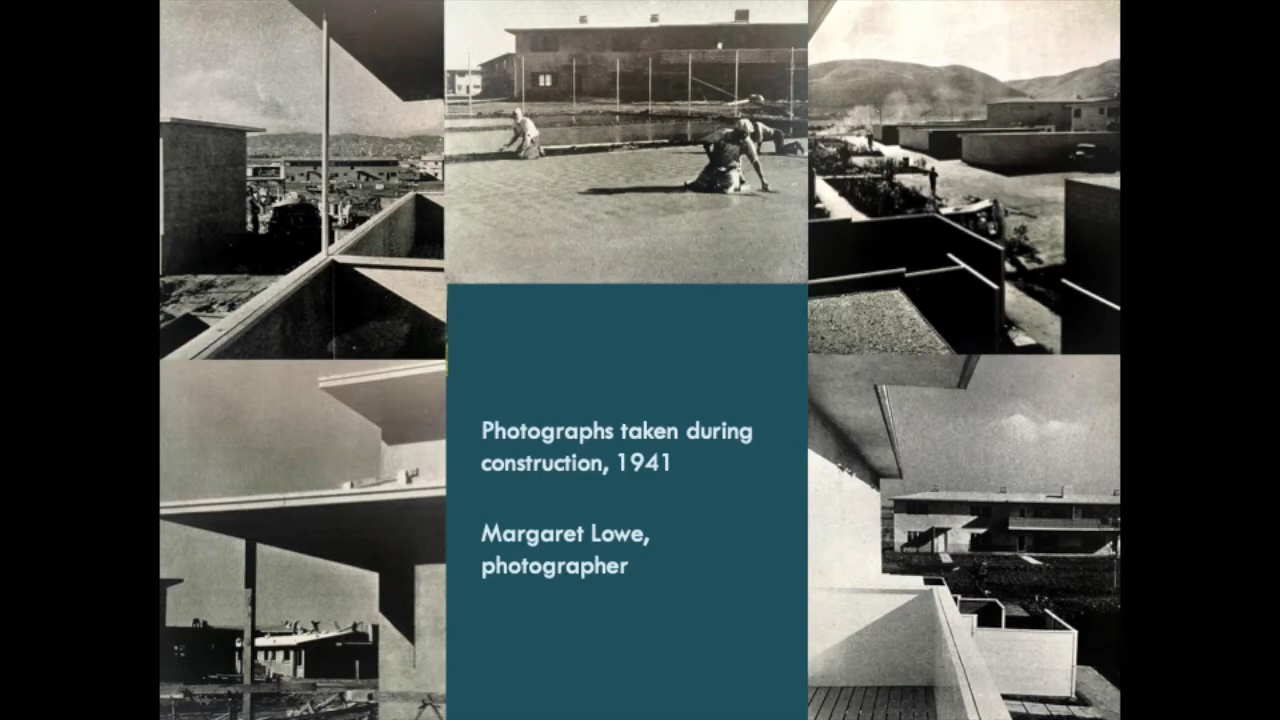 Photographs taken during
construction, 1941
Margaret Lowe,
photographer